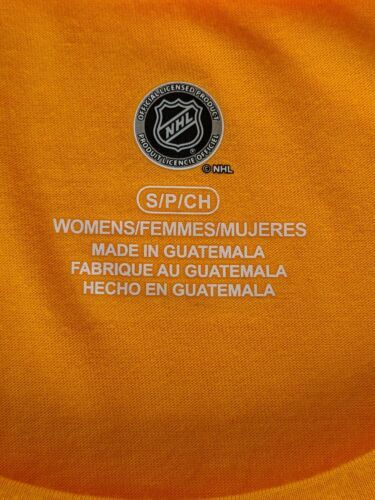 OFFICIAL LICENSED PRODUCT
NHL
PRODUIT LICENCIÉ OFFICIEL
© NHL
S/P/CH
WOMENS/FEMMES/MUJERES
MADE IN GUATEMALA
FABRIQUE AU GUATEMALA
HECHO EN GUATEMALA